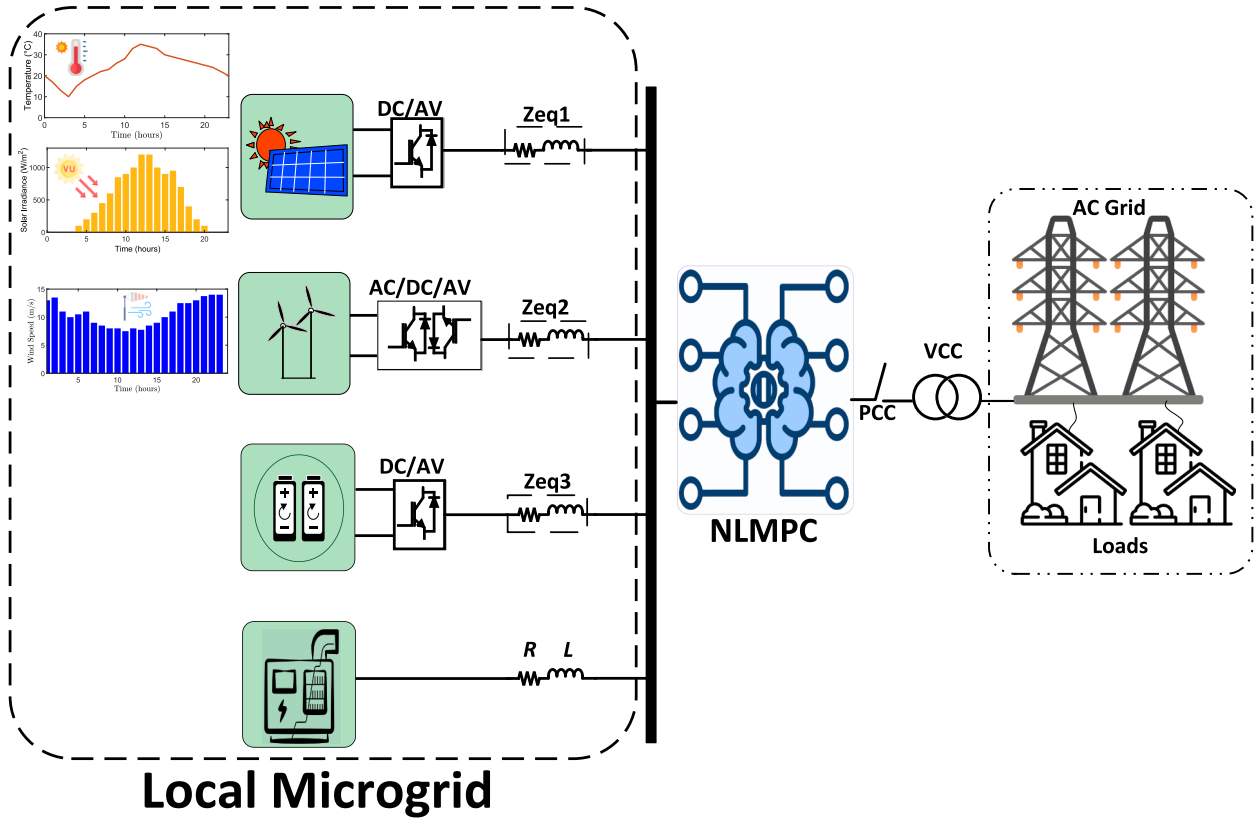 40
30
20
10
0
Temperature (°C)
0
5
10
15
20
Time (hours)
1000
500
0
Solar Irradiance (W/m²)
VU
0
5
10
15
20
Time (hours)
15
10
5
0
Wind Speed (m/s)
5
10
15
20
Time (hours)
DC/AV
Zeq1
AC/DC/AV
Zeq2
DC/AV
Zeq3
+
+
−
−
R L
Local Microgrid
NLMPC
PCC
VCC
AC Grid
Loads